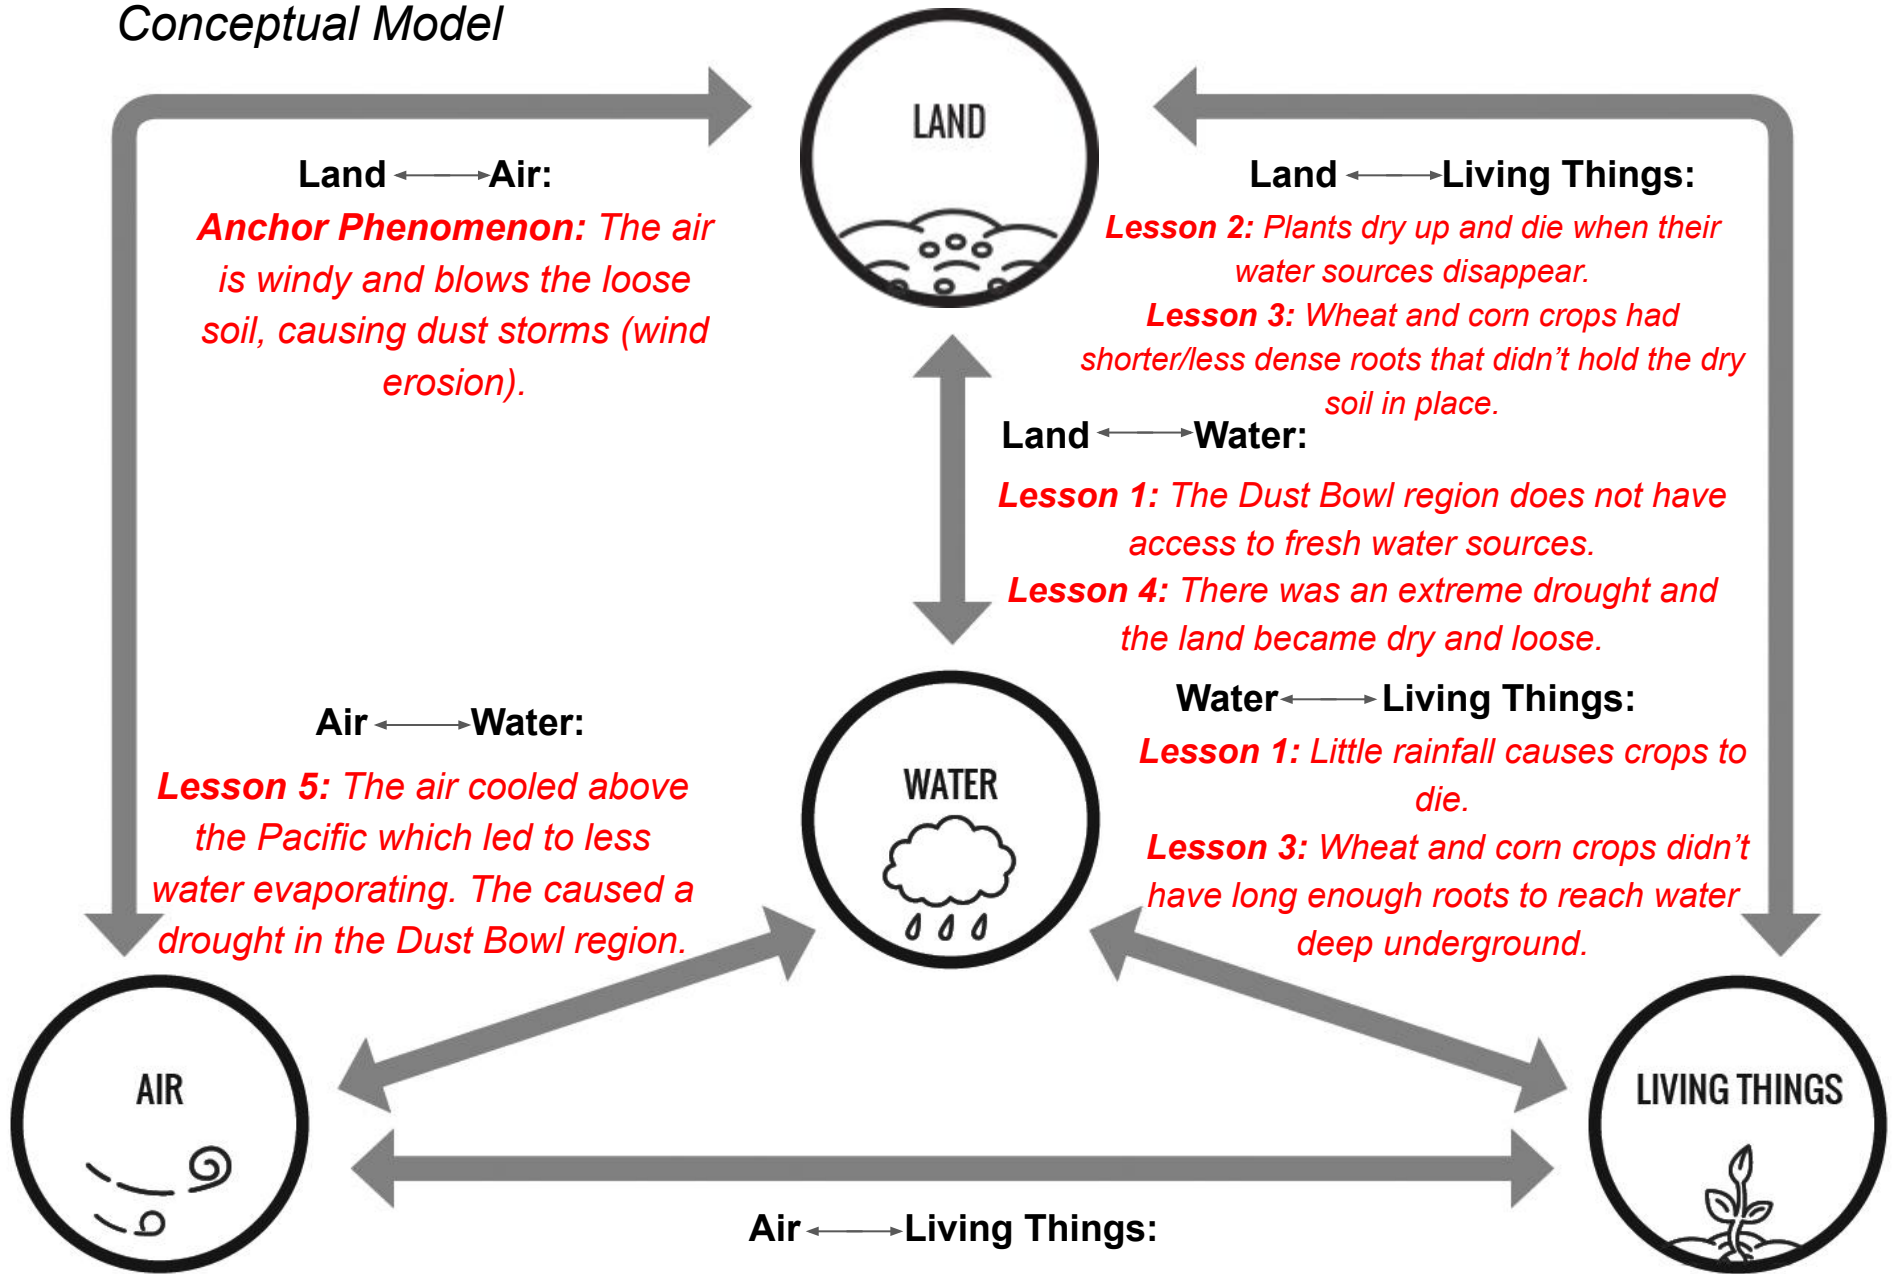 Conceptual Model
LAND
Land Air:
Anchor Phenomenon: The air
is windy and blows the loose
soil, causing dust storms (wind
erosion).
Land Living Things:
Lesson 2: Plants dry up and die when their
water sources disappear.
Lesson 3: Wheat and corn crops had
shorter/less dense roots that didn’t hold the dry
soil in place.
Land Water:
Lesson 1: The Dust Bowl region does not have
access to fresh water sources.
Lesson 4: There was an extreme drought and
the land became dry and loose.
Air Water:
Lesson 5: The air cooled above
the Pacific which led to less
water evaporating. The caused a
drought in the Dust Bowl region.
WATER
Water Living Things:
Lesson 1: Little rainfall causes crops to
die.
Lesson 3: Wheat and corn crops didn’t
have long enough roots to reach water
deep underground.
AIR
LIVING THINGS
Air Living Things: